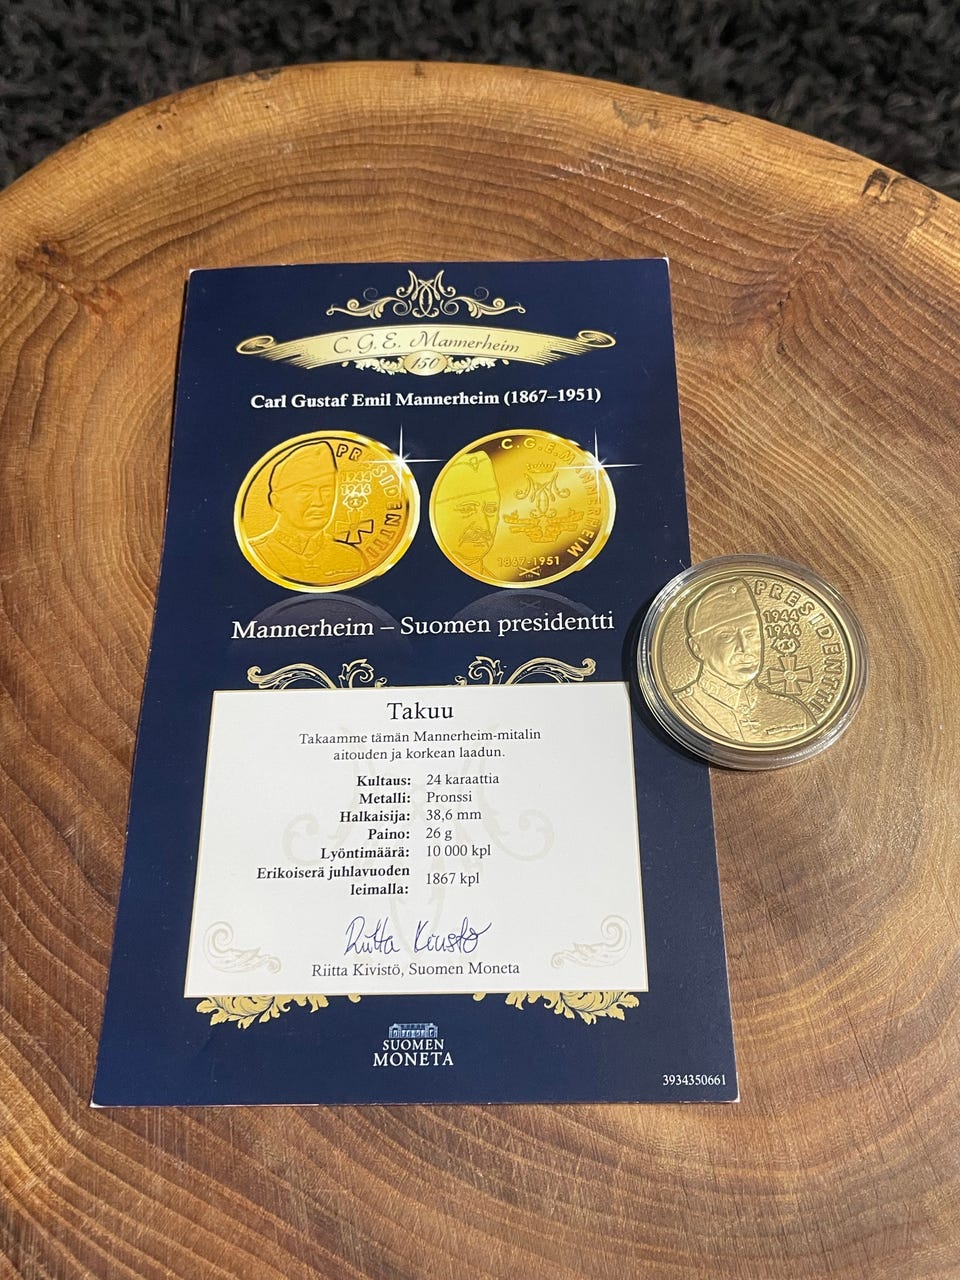 C. G. E. Mannerheim
150
Carl Gustaf Emil Mannerheim (1867–1951)
PRESIDENTTI
1944
1946
C.G.E.MANNERHEIM
1867-1951
Mannerheim – Suomen presidentti
PRESIDENTTI
1944
1946
Takuu
Takaamme tämän Mannerheim-mitalin
aitouden ja korkean laadun.
Kultaus: 24 karaattia
Metalli: Pronssi
Halkaisija: 38,6 mm
Paino: 26 g
Lyöntimäärä: 10 000 kpl
Erikoiserä juhlavuoden
leimalla: 1867 kpl
Riitta Kivistö
Riitta Kivistö, Suomen Moneta
SUOMEN
MONETA
3934350661